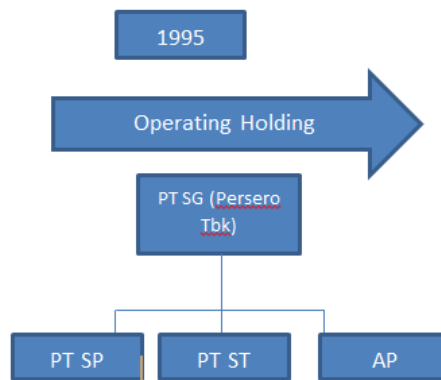 1995
Operating Holding
PT SG (Persero
Tbk)
PT SP
PT ST
AP